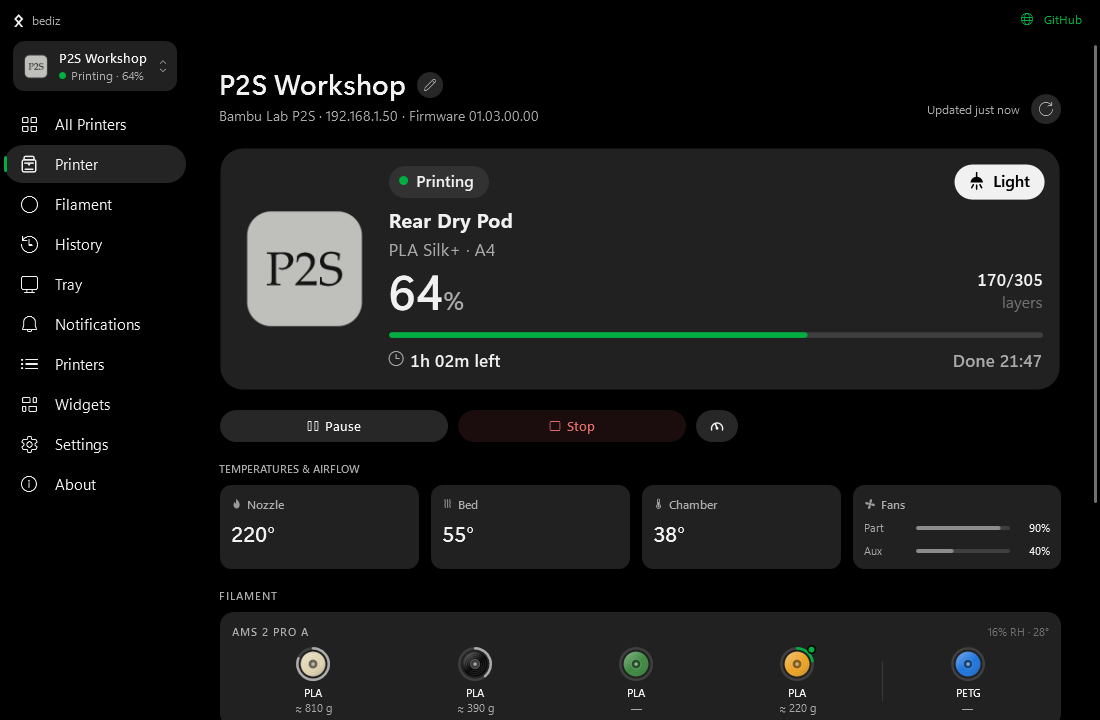 bediz
GitHub
P2S
P2S Workshop
Printing · 64%
All Printers
Printer
Filament
History
Tray
Notifications
Printers
Widgets
Settings
About
P2S Workshop
Bambu Lab P2S · 192.168.1.50 · Firmware 01.03.00.00
Updated just now
Printing
Light
P2S
Rear Dry Pod
PLA Silk+ · A4
64%
170/305
layers
1h 02m left
Done 21:47
Pause
Stop
TEMPERATURES & AIRFLOW
Nozzle
220°
Bed
55°
Chamber
38°
Fans
Part 90%
Aux 40%
FILAMENT
AMS 2 PRO A
16% RH · 28°
PLA
≈ 810 g
PLA
≈ 390 g
PLA
—
PLA
≈ 220 g
PETG
—